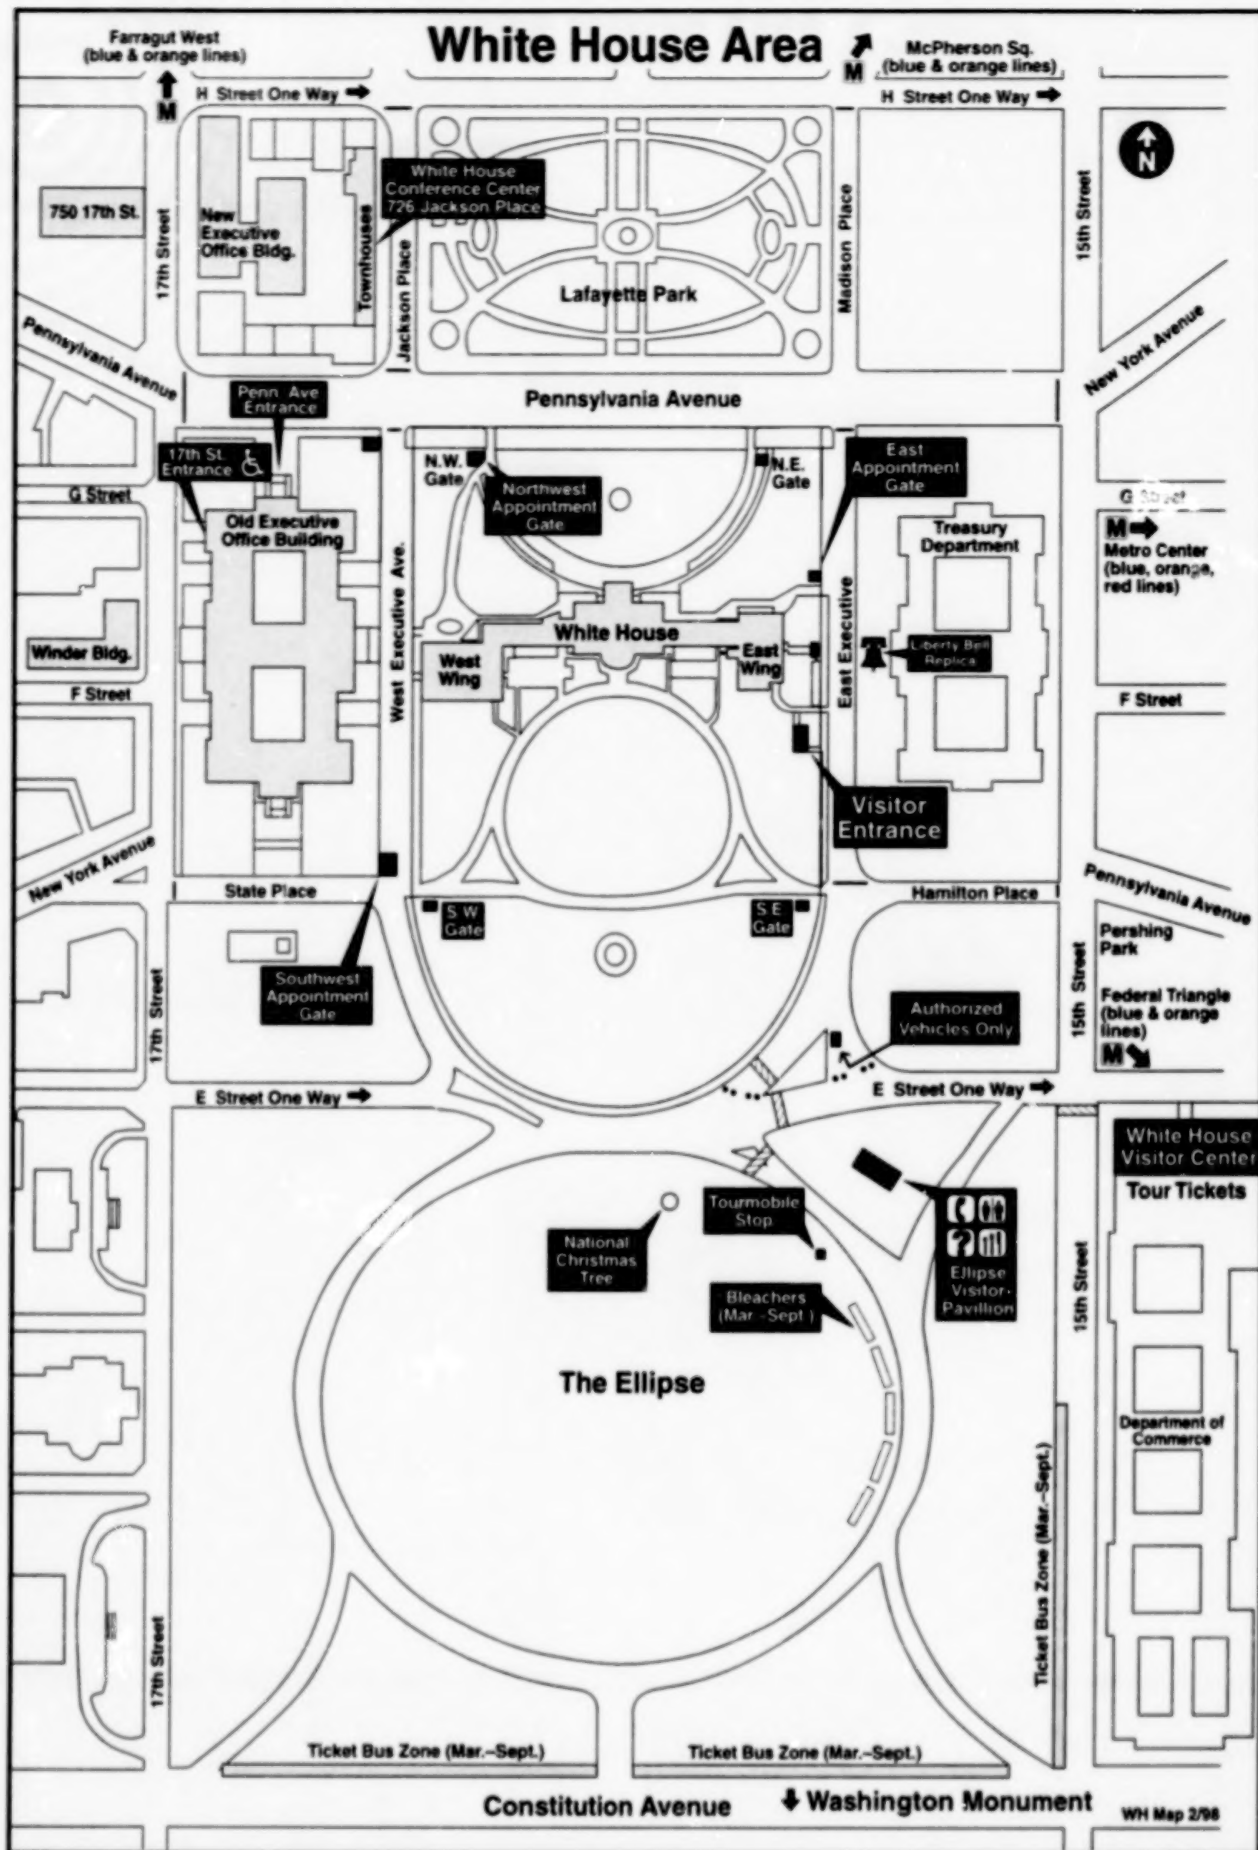 White House Area
Farragut West
(blue & orange lines)
M
McPherson Sq.
(blue & orange lines)
M
H Street One Way
H Street One Way
N
750 17th St.
17th Street
New
Executive
Office Bldg.
Townhouses
White House
Conference Center
726 Jackson Place
Jackson Place
Lafayette Park
Madison Place
15th Street
New York Avenue
Pennsylvania Avenue
Penn Ave
Entrance
Pennsylvania Avenue
17th St.
Entrance
G Street
N.W.
Gate
Northwest
Appointment
Gate
N.E.
Gate
East
Appointment
Gate
G Street
M
Metro Center
(blue, orange,
red lines)
Old Executive
Office Building
Treasury
Department
West Executive Ave.
White House
West
Wing
East
Wing
East Executive
Liberty Bell
Replica
Winder Bldg.
F Street
F Street
Visitor
Entrance
New York Avenue
State Place
Hamilton Place
Pennsylvania Avenue
S W
Gate
S E
Gate
Pershing
Park
Southwest
Appointment
Gate
17th Street
15th Street
Authorized
Vehicles Only
Federal Triangle
(blue & orange
lines)
M
E Street One Way
E Street One Way
White House
Visitor Center
Tour Tickets
Tourmobile
Stop
National
Christmas
Tree
?
Ellipse
Visitor
Pavillion
Bleachers
(Mar.-Sept.)
15th Street
The Ellipse
Department of
Commerce
Ticket Bus Zone (Mar.–Sept.)
17th Street
Ticket Bus Zone (Mar.–Sept.)
Ticket Bus Zone (Mar.–Sept.)
Constitution Avenue
Washington Monument
WH Map 2/98